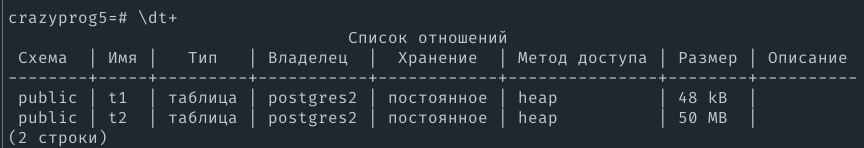 crazyprog5=# \dt+
Список отношений
Схема | Имя | Тип | Владелец | Хранение | Метод доступа | Размер | Описание
--------+-----+---------+-----------+------------+---------------+--------+----------
public | t1 | таблица | postgres2 | постоянное | heap | 48 kB |
public | t2 | таблица | postgres2 | постоянное | heap | 50 MB |
(2 строки)